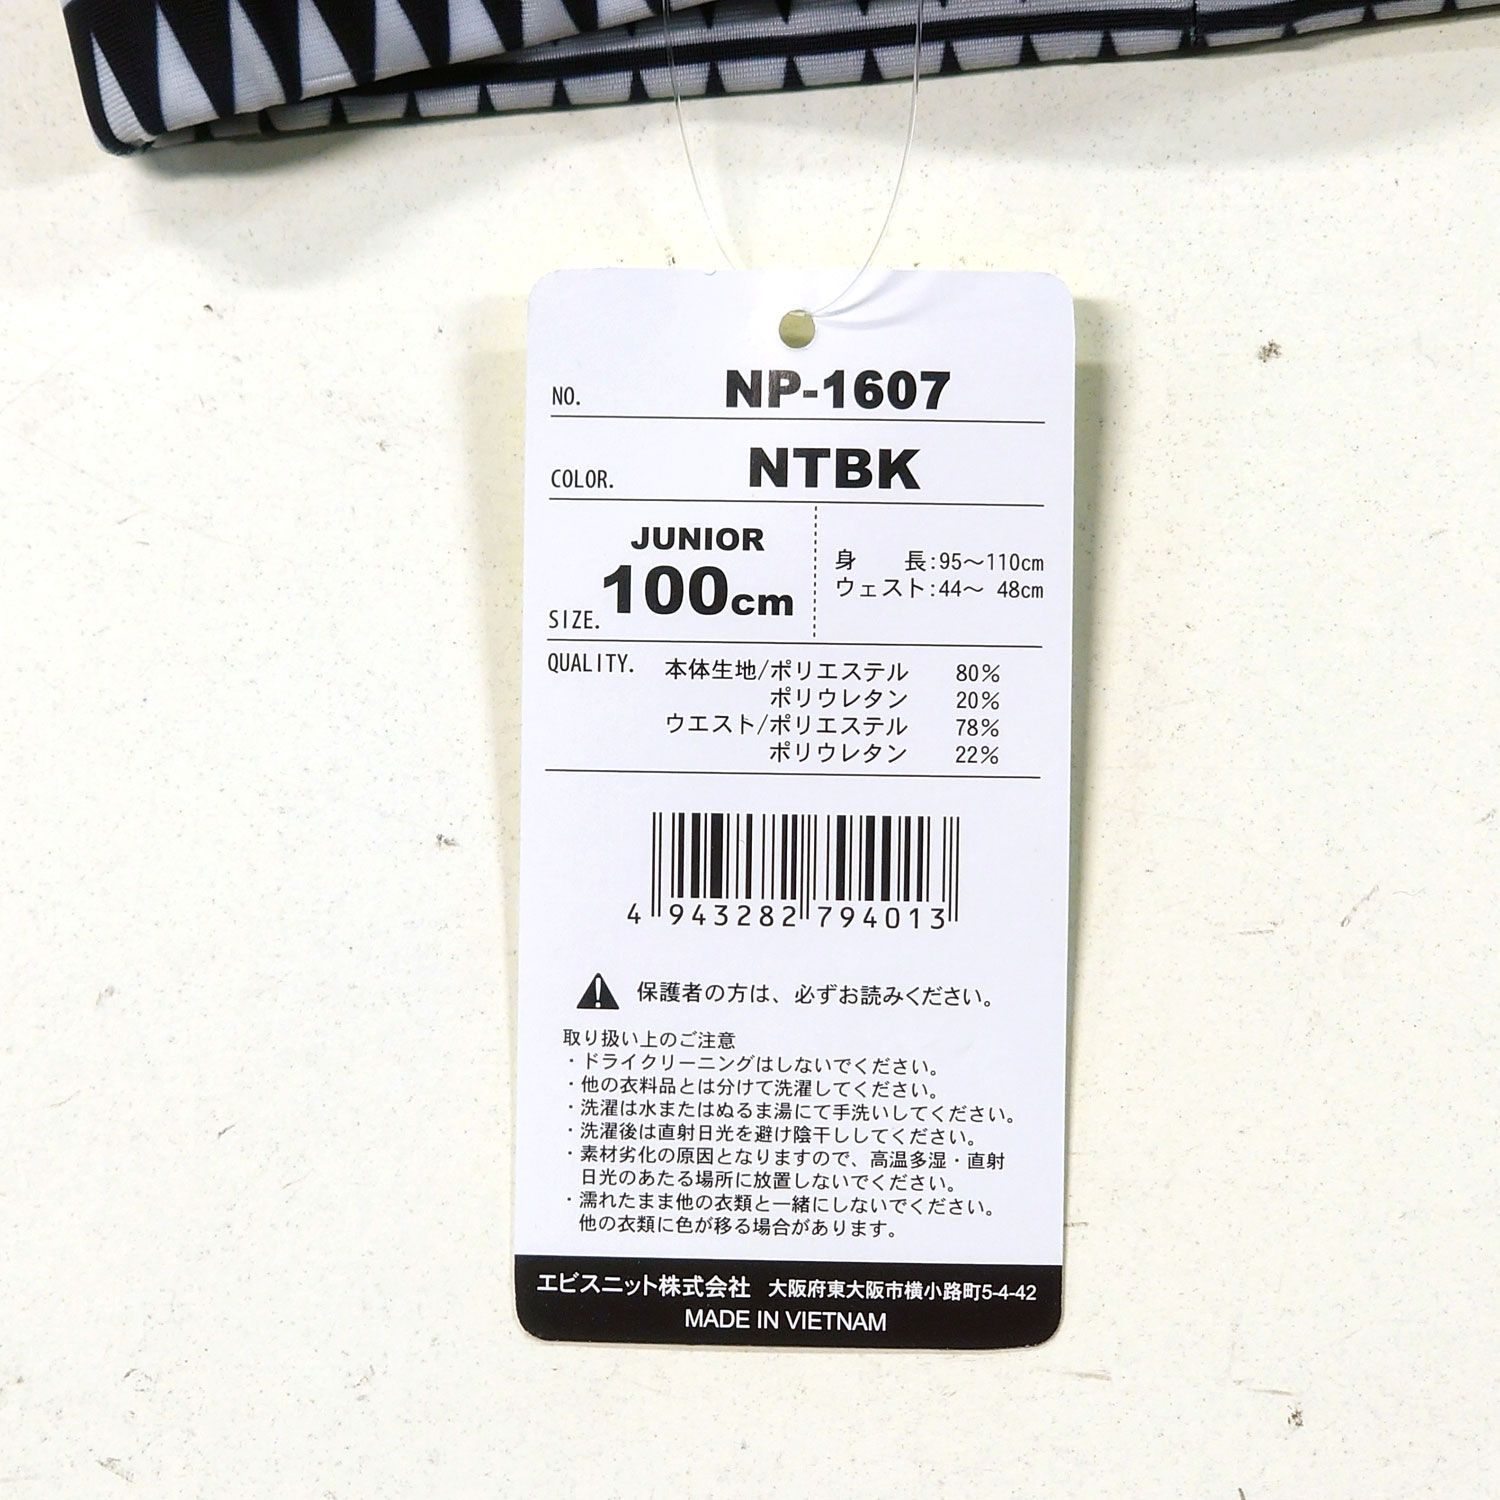 NO. NP-1607
COLOR. NTBK
JUNIOR
SIZE. 100cm
身　　長:95～110cm
ウェスト:44～ 48cm
QUALITY. 本体生地/ポリエステル 80%
ポリウレタン 20%
ウエスト/ポリエステル 78%
ポリウレタン 22%
4 943282 794013
保護者の方は、必ずお読みください。
取り扱い上のご注意
・ドライクリーニングはしないでください。
・他の衣料品とは分けて洗濯してください。
・洗濯は水またはぬるま湯にて手洗いしてください。
・洗濯後は直射日光を避け陰干ししてください。
・素材劣化の原因となりますので、高温多湿・直射
日光のあたる場所に放置しないでください。
・濡れたまま他の衣類と一緒にしないでください。
他の衣類に色が移る場合があります。
エビスニット株式会社 大阪府東大阪市横小路町5-4-42
MADE IN VIETNAM